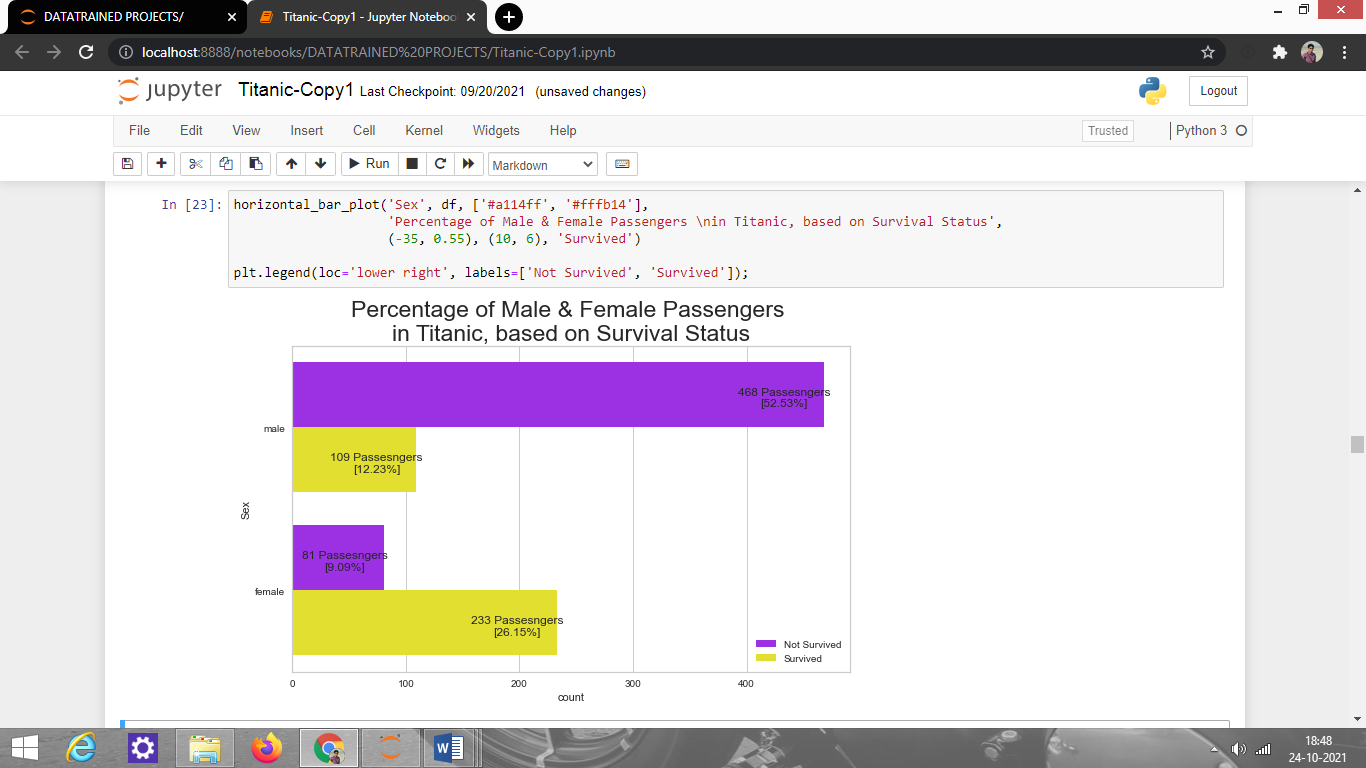 DATATRAINED PROJECTS/
Titanic-Copy1 - Jupyter Noteboo
localhost:8888/notebooks/DATATRAINED%20PROJECTS/Titanic-Copy1.ipynb
jupyter Titanic-Copy1 Last Checkpoint: 09/20/2021 (unsaved changes)
Logout
File Edit View Insert Cell Kernel Widgets Help
Trusted
Python 3
Run
Markdown
In [23]: horizontal_bar_plot('Sex', df, ['#a114ff', '#fffb14'],
'Percentage of Male & Female Passengers \nin Titanic, based on Survival Status',
(-35, 0.55), (10, 6), 'Survived')
plt.legend(loc='lower right', labels=['Not Survived', 'Survived']);
Percentage of Male & Female Passengers
in Titanic, based on Survival Status
468 Passesngers
[52.53%]
male
109 Passesngers
[12.23%]
Sex
81 Passesngers
[9.09%]
female
233 Passesngers
[26.15%]
Not Survived
Survived
0 100 200 300 400
count
18:48
24-10-2021